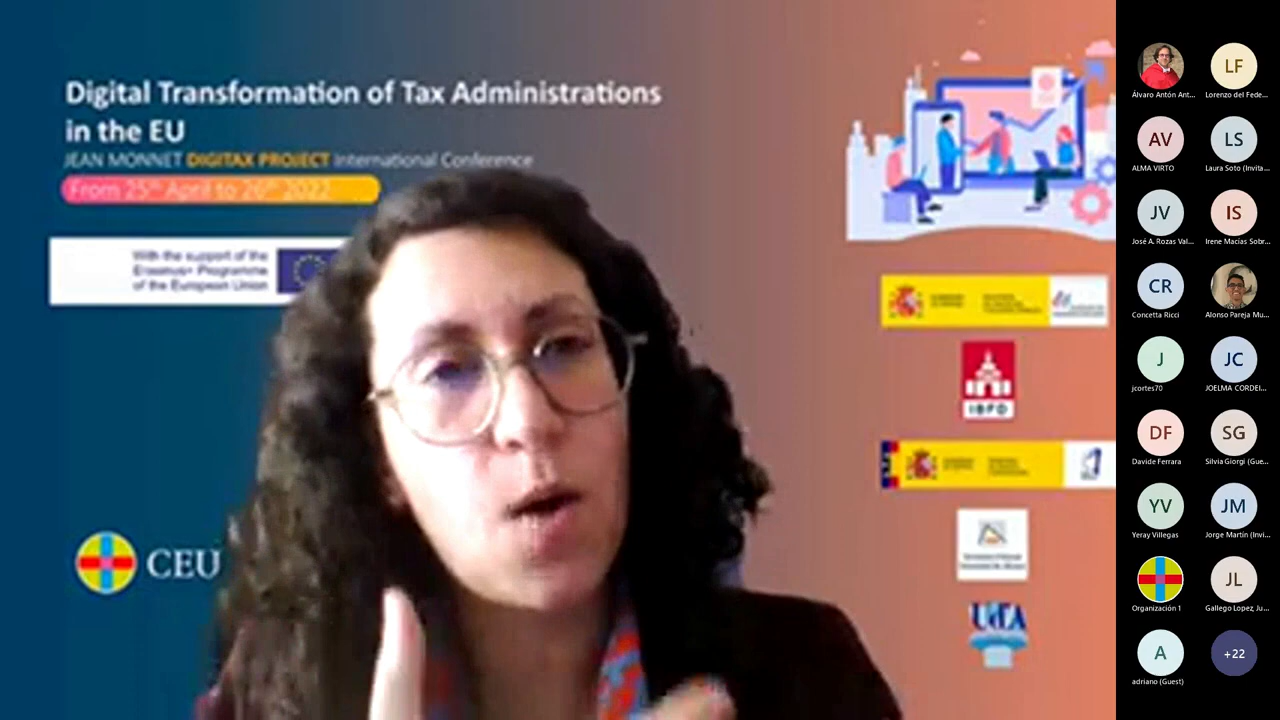 Digital Transformation of Tax Administrations
in the EU
JEAN MONNET DIGITAX PROJECT International Conference
From 25th April to 26th 2022
With the support of the
Erasmus+ Programme
of the European Union
CEU
IBFD
Álvaro Antón Ant...
LF
Lorenzo del Fede...
AV
ALMA VIRTO
LS
Laura Soto (Invita...
JV
José A. Rozas Val...
IS
Irene Macías Sobr...
CR
Concetta Ricci
Alonso Pareja Mu...
J
jcortes70
JC
JOELMA CORDEI...
DF
Davide Ferrara
SG
Silvia Giorgi (Gue...
YV
Yeray Villegas
JM
Jorge Martín (Invi...
Organización 1
JL
Gallego Lopez, Ju...
A
adriano (Guest)
+22